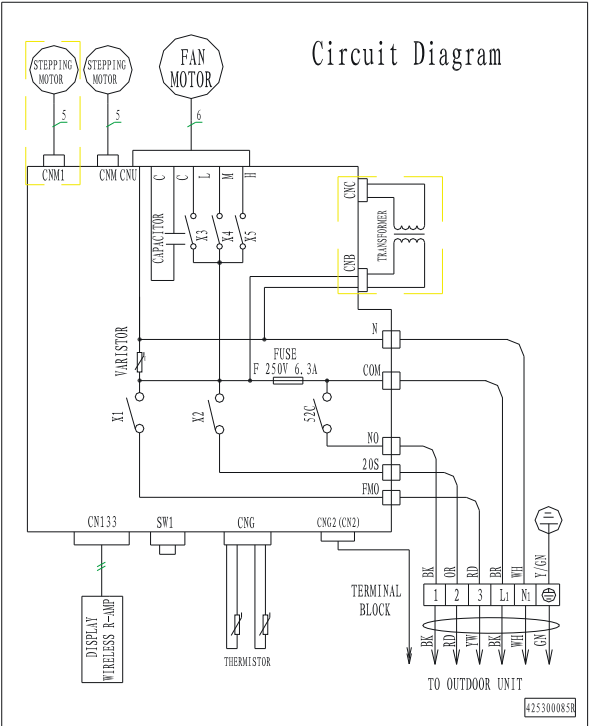 Circuit Diagram
STEPPING
MOTOR
STEPPING
MOTOR
FAN
MOTOR
5
5
6
CNM1
CNM
CNU
C
C
L
M
H
CAPACITOR
X3
X4
X5
CNC
CNB
TRANSFORMER
VARISTOR
N
FUSE
F 250V 6.3A
COM
X1
X2
52C
NO
20S
FMO
CN133
SW1
CNG
CNG2(CN2)
DISPLAY
WIRELESS R-AMP
THERMISTOR
TERMINAL
BLOCK
BK
OR
RD
BR
WH
Y/GN
1
2
3
L1
N1
BK
RD
YW
BK
WH
GN
TO OUTDOOR UNIT
425300085R